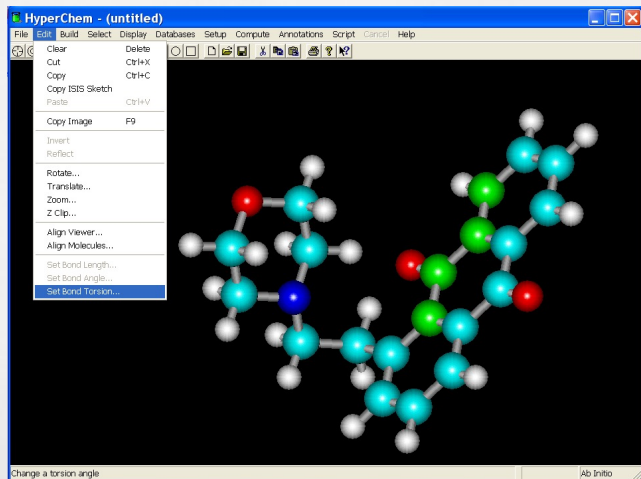 HyperChem - (untitled)
File Edit Build Select Display Databases Setup Compute Annotations Script Cancel Help
Clear Delete
Cut Ctrl+X
Copy Ctrl+C
Copy ISIS Sketch
Paste Ctrl+V
Copy Image F9
Invert
Reflect
Rotate...
Translate...
Zoom...
Z Clip...
Align Viewer...
Align Molecules...
Set Bond Length...
Set Bond Angle...
Set Bond Torsion...
Change a torsion angle Ab Initio